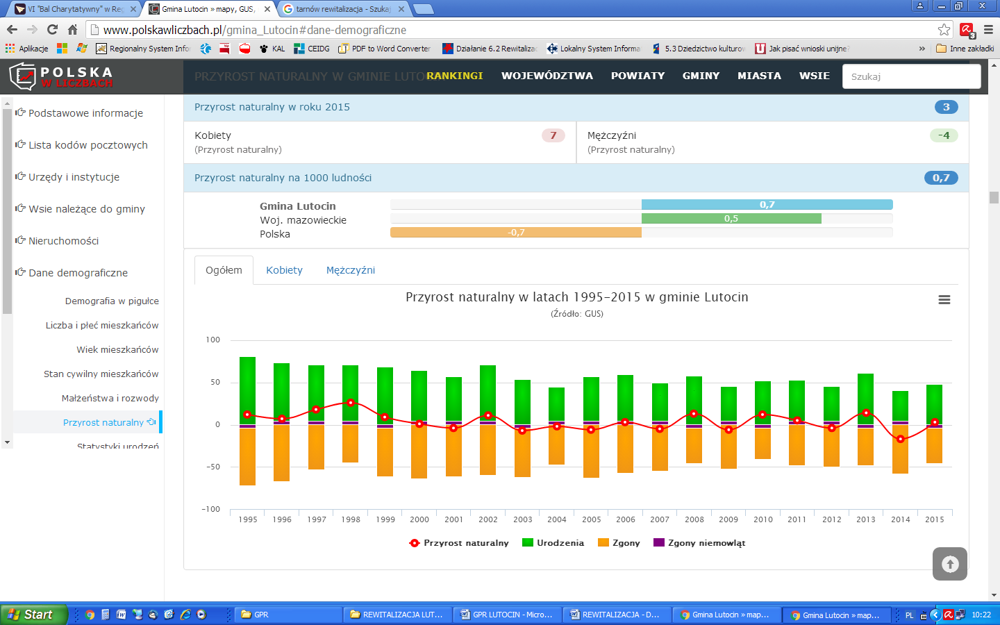 VI "Bal Charytatywny" w Reg
Gmina Lutocin » mapy, GUS,
tarnów rewitalizacja - Szukaj
www.polskawliczbach.pl/gmina_Lutocin#dane-demograficzne
3
Aplikacje
Regionalny System Info
KAL
CEIDG
PDF to Word Converter
Działanie 6.2 Rewitaliza
Lokalny System Informa
5.3 Dziedzictwo kulturow
Jak pisać wnioski unijne?
»
Inne zakładki
POLSKA
W LICZBACH
PRZYROST NATURALNY W GMINIE LUTO
RANKINGI
WOJEWÓDZTWA
POWIATY
GMINY
MIASTA
WSIE
Szukaj
Podstawowe informacje
Lista kodów pocztowych
Urzędy i instytucje
Wsie należące do gminy
Nieruchomości
Dane demograficzne
Demografia w pigułce
Liczba i płeć mieszkańców
Wiek mieszkańców
Stan cywilny mieszkańców
Małżeństwa i rozwody
Przyrost naturalny
Statystyki urodzeń
Przyrost naturalny w roku 2015 3
Kobiety 7
(Przyrost naturalny)
Mężczyźni -4
(Przyrost naturalny)
Przyrost naturalny na 1000 ludności 0,7
Gmina Lutocin 0,7
Woj. mazowieckie 0,5
Polska -0,7
Ogółem Kobiety Mężczyźni
Przyrost naturalny w latach 1995-2015 w gminie Lutocin
(Źródło: GUS)
100
50
0
-50
-100
1995 1996 1997 1998 1999 2000 2001 2002 2003 2004 2005 2006 2007 2008 2009 2010 2011 2012 2013 2014 2015
Przyrost naturalny Urodzenia Zgony Zgony niemowląt
Start
GPR
REWITALIZACJA LUT...
GPR LUTOCIN - Micro...
REWITALIZACJA - D...
Gmina Lutocin » map...
Gmina Lutocin » map...
PL
10:22